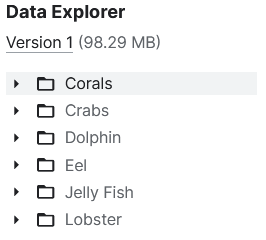 Data Explorer
Version 1 (98.29 MB)
Corals
Crabs
Dolphin
Eel
Jelly Fish
Lobster